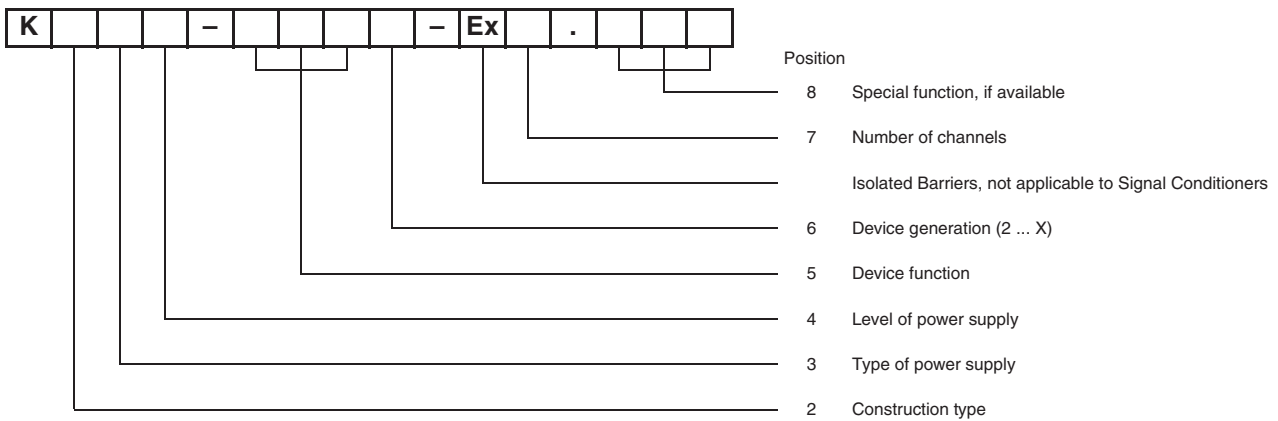 K – – Ex .
Position
8 Special function, if available
7 Number of channels
Isolated Barriers, not applicable to Signal Conditioners
6 Device generation (2 ... X)
5 Device function
4 Level of power supply
3 Type of power supply
2 Construction type